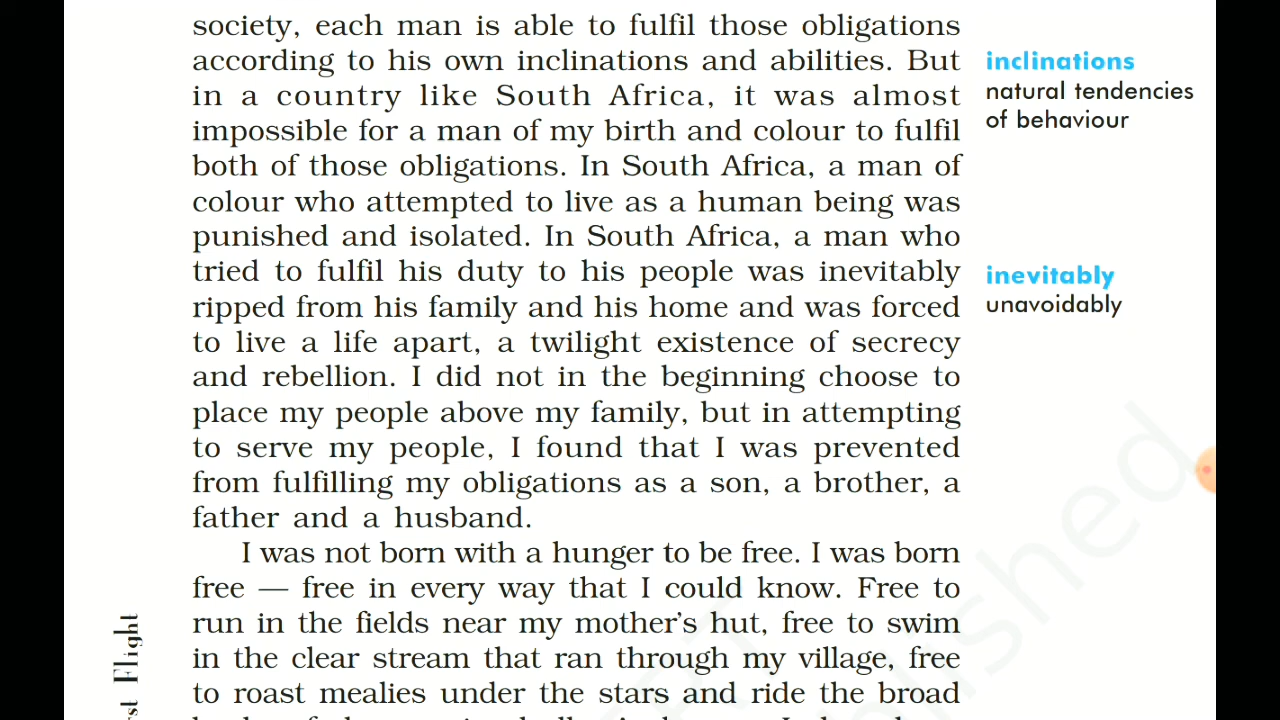 society, each man is able to fulfil those obligations
according to his own inclinations and abilities. But
in a country like South Africa, it was almost
impossible for a man of my birth and colour to fulfil
both of those obligations. In South Africa, a man of
colour who attempted to live as a human being was
punished and isolated. In South Africa, a man who
tried to fulfil his duty to his people was inevitably
ripped from his family and his home and was forced
to live a life apart, a twilight existence of secrecy
and rebellion. I did not in the beginning choose to
place my people above my family, but in attempting
to serve my people, I found that I was prevented
from fulfilling my obligations as a son, a brother, a
father and a husband.
I was not born with a hunger to be free. I was born
free — free in every way that I could know. Free to
run in the fields near my mother's hut, free to swim
in the clear stream that ran through my village, free
to roast mealies under the stars and ride the broad
inclinations
natural tendencies
of behaviour
inevitably
unavoidably
Flight